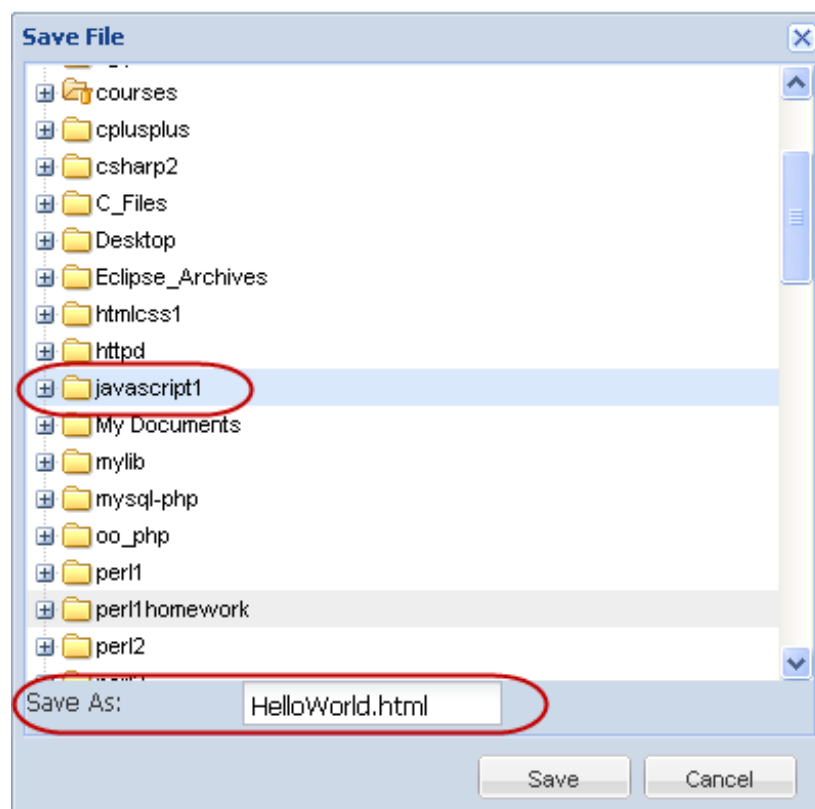 Save File
courses
cplusplus
csharp2
C_Files
Desktop
Eclipse_Archives
htmlcss1
httpd
javascript1
My Documents
mylib
mysql-php
oo_php
perl1
perl1homework
perl2
Save As: HelloWorld.html
Save Cancel